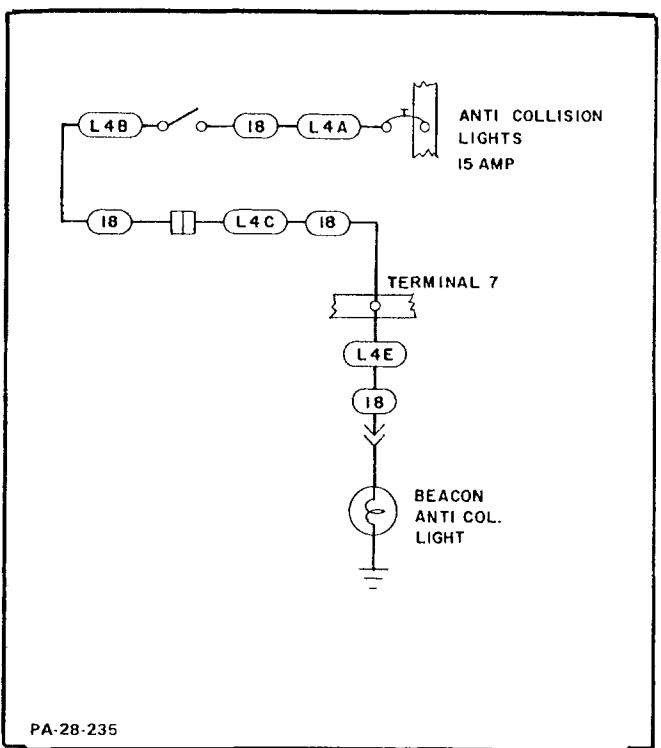 L4B 18 L4A
ANTI COLLISION
LIGHTS
15 AMP
18 L4C 18
TERMINAL 7
L4E
18
BEACON
ANTI COL.
LIGHT
PA-28-235